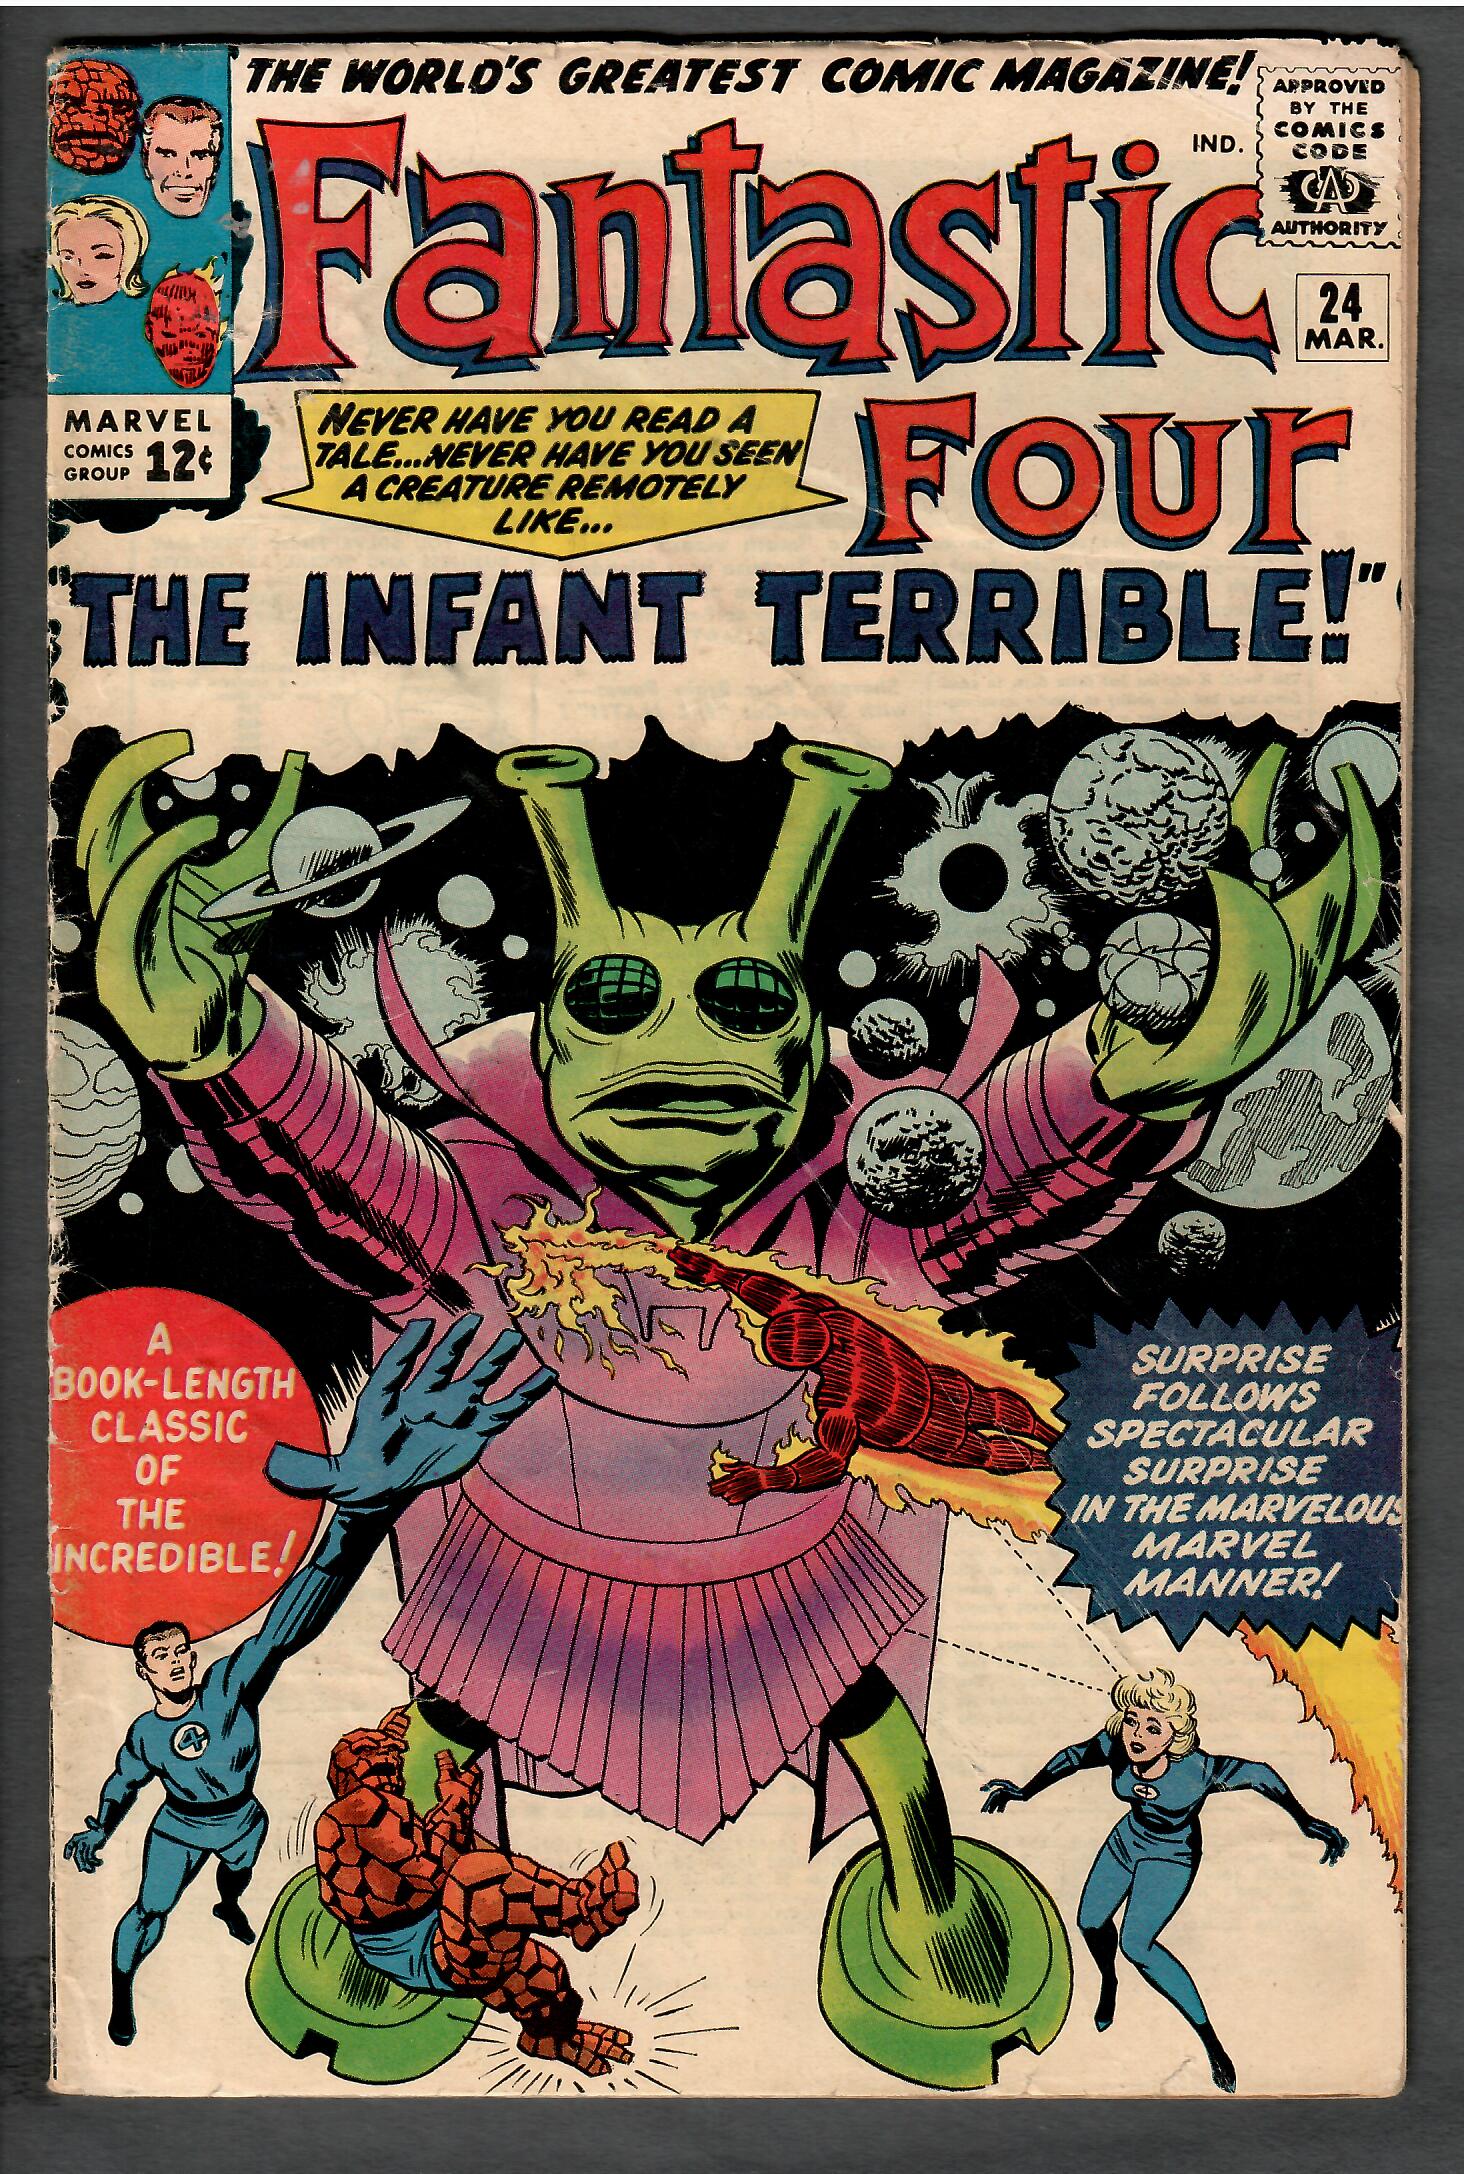 THE WORLD'S GREATEST COMIC MAGAZINE!
APPROVED
BY THE
COMICS
CODE
CA
AUTHORITY
IND.
Fantastic
Four
24
MAR.
MARVEL
COMICS
GROUP 12¢
NEVER HAVE YOU READ A
TALE...NEVER HAVE YOU SEEN
A CREATURE REMOTELY
LIKE...
"THE INFANT TERRIBLE!"
A
BOOK-LENGTH
CLASSIC
OF
THE
INCREDIBLE!
SURPRISE
FOLLOWS
SPECTACULAR
SURPRISE
IN THE MARVELOUS
MARVEL
MANNER!
4
4